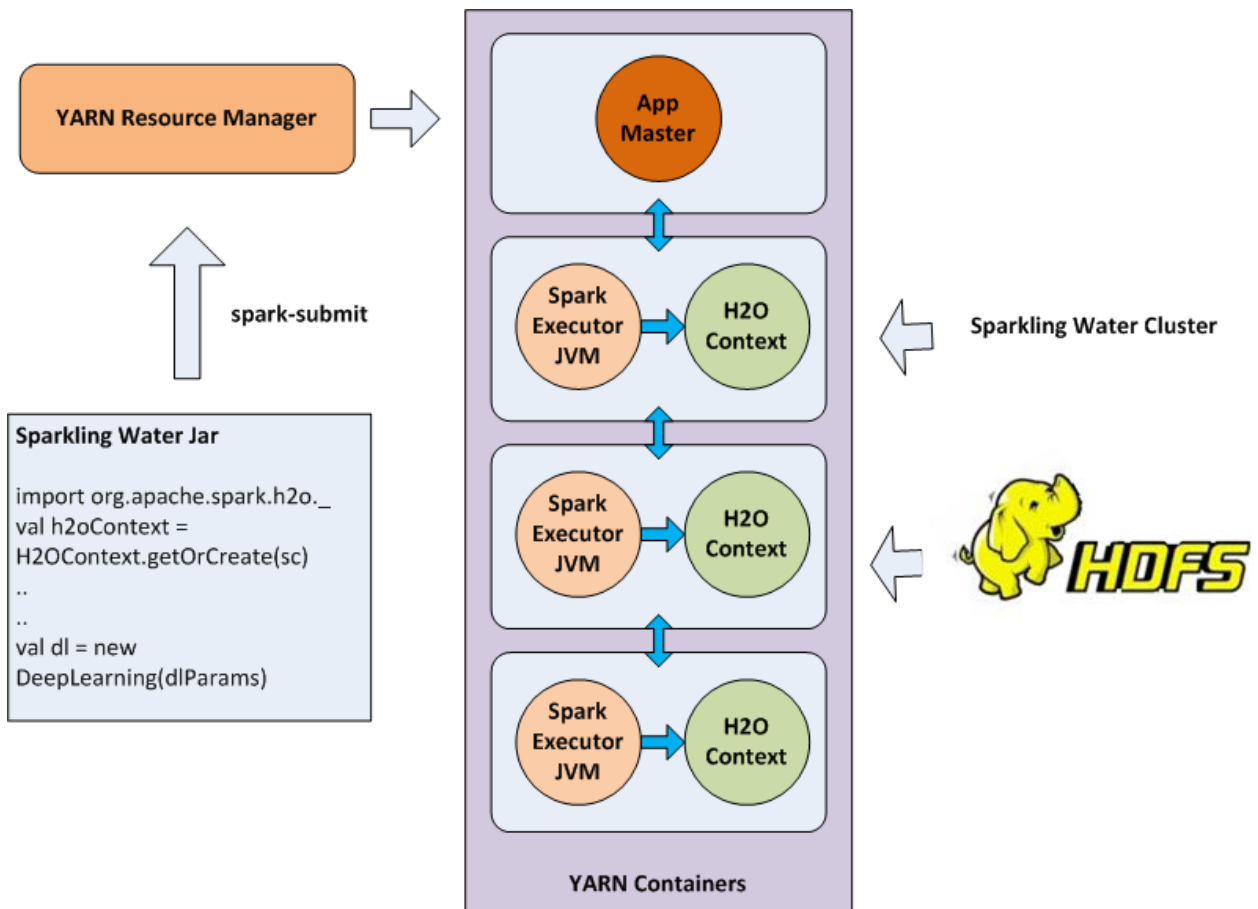 YARN Resource Manager
App
Master
spark-submit
Spark
Executor
JVM
H2O
Context
Sparkling Water Cluster
Sparkling Water Jar
import org.apache.spark.h2o._
val h2oContext =
H2OContext.getOrCreate(sc)
..
..
val dl = new
DeepLearning(dlParams)
Spark
Executor
JVM
H2O
Context
HDFS
Spark
Executor
JVM
H2O
Context
YARN Containers